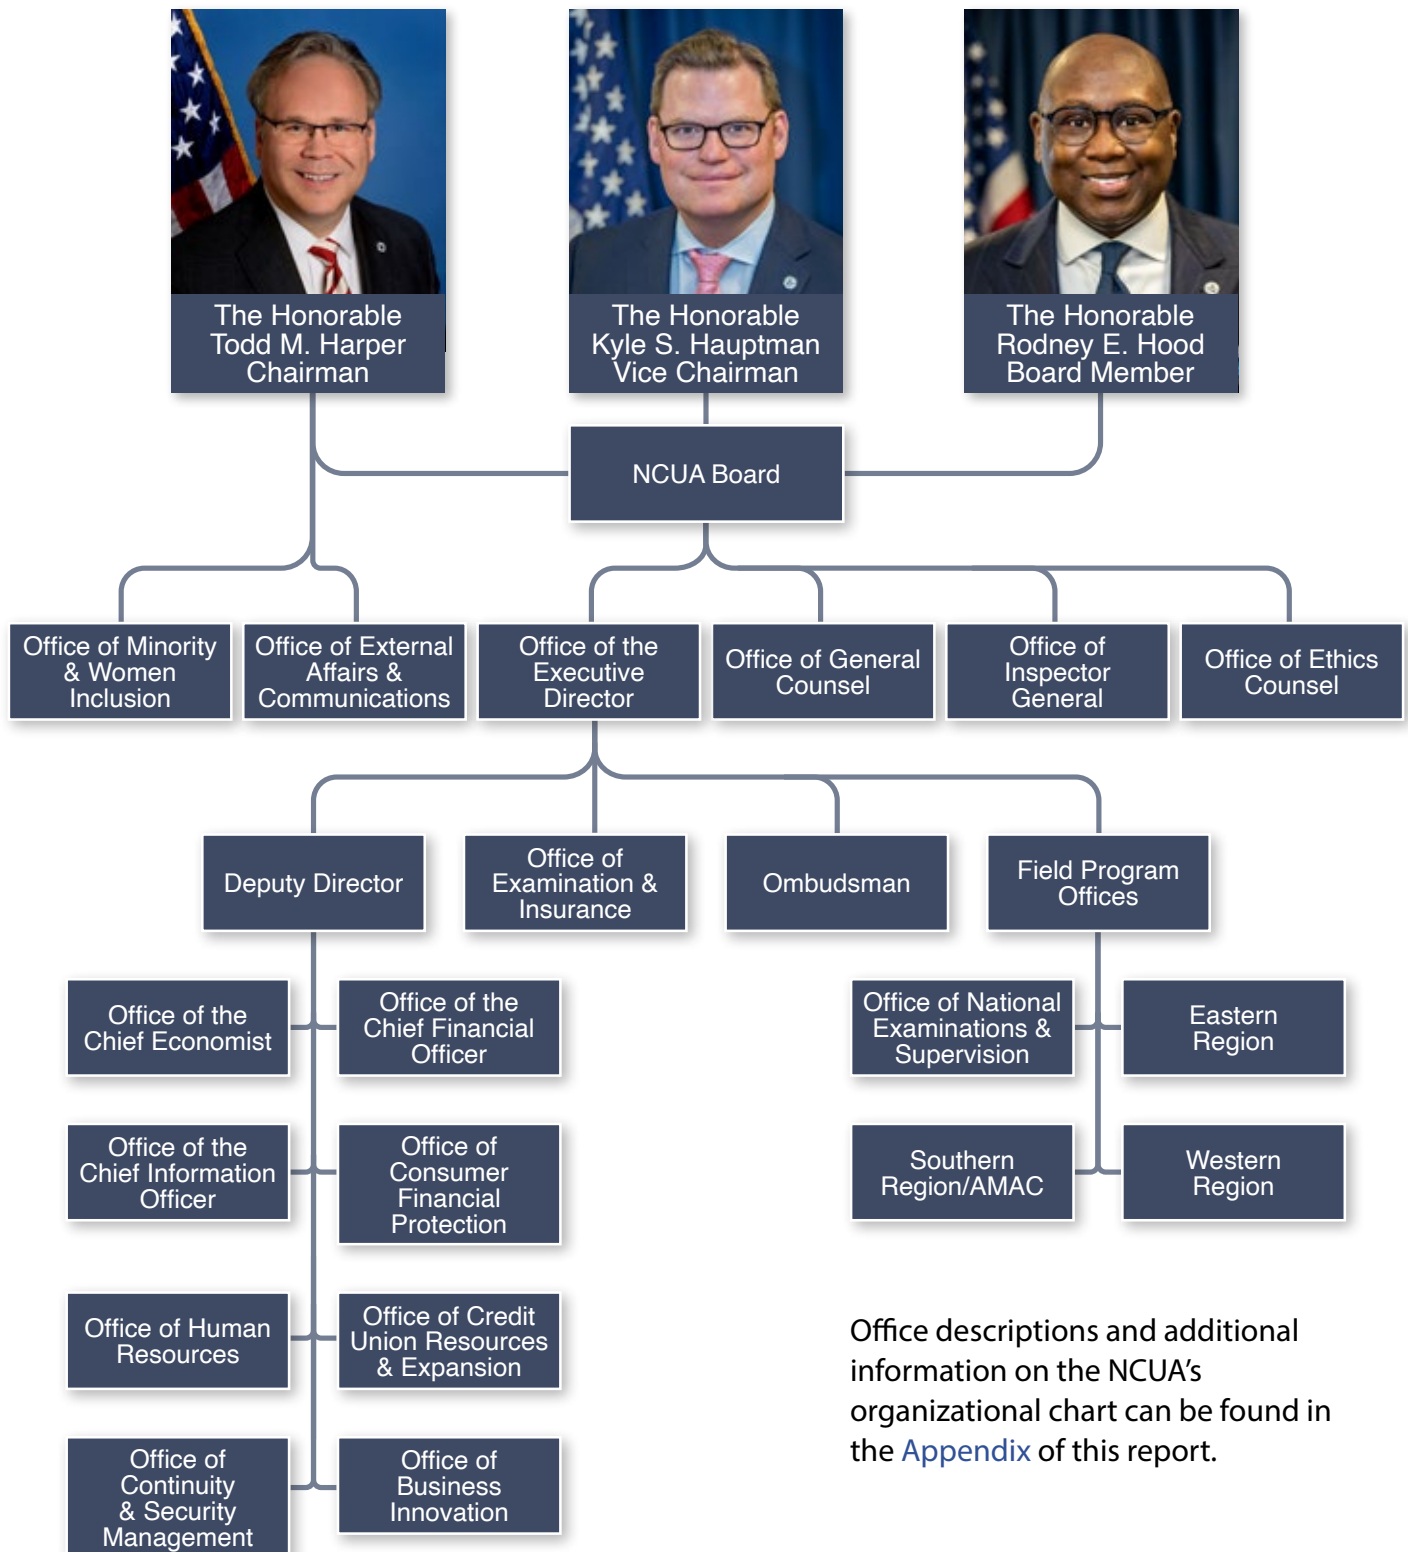 The Honorable
Todd M. Harper
Chairman
The Honorable
Kyle S. Hauptman
Vice Chairman
The Honorable
Rodney E. Hood
Board Member
NCUA Board
Office of Minority
& Women
Inclusion
Office of External
Affairs &
Communications
Office of the
Executive
Director
Office of General
Counsel
Office of
Inspector
General
Office of Ethics
Counsel
Deputy Director
Office of
Examination &
Insurance
Ombudsman
Field Program
Offices
Office of the
Chief Economist
Office of the
Chief Financial
Officer
Office of National
Examinations &
Supervision
Eastern
Region
Office of the
Chief Information
Officer
Office of
Consumer
Financial
Protection
Southern
Region/AMAC
Western
Region
Office of Human
Resources
Office of Credit
Union Resources
& Expansion
Office of
Continuity
& Security
Management
Office of
Business
Innovation
Office descriptions and additional
information on the NCUA’s
organizational chart can be found in
the Appendix of this report.